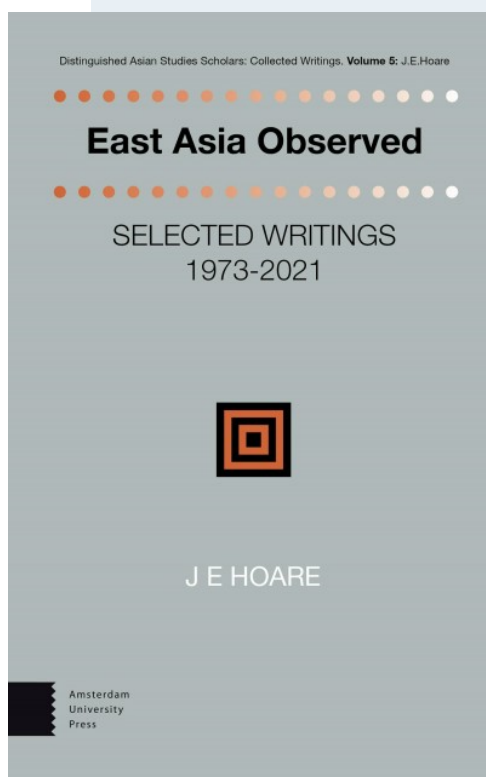 Distinguished Asian Studies Scholars: Collected Writings. Volume 5: J.E.Hoare
East Asia Observed
SELECTED WRITINGS
1973-2021
J E HOARE
Amsterdam
University
Press